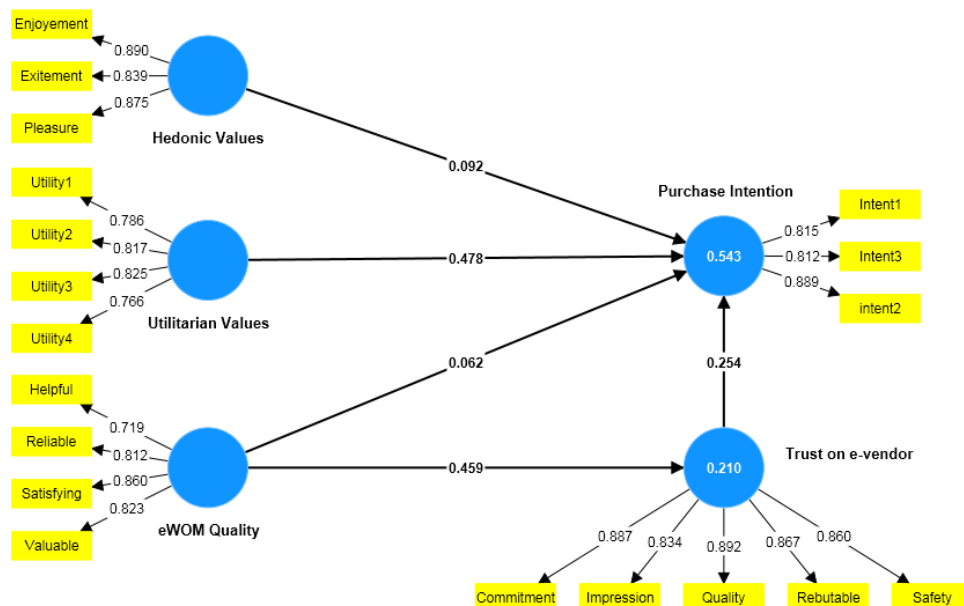 Enjoyement
0.890
Exitement
0.839
0.875
Pleasure
Hedonic Values
0.092
Utility1
0.786
Utility2
0.817
Utility3
0.825
0.766
Utility4
Utilitarian Values
0.478
Purchase Intention
0.543
0.815
Intent1
0.812
Intent3
0.889
intent2
0.062
0.254
Helpful
0.719
Reliable
0.812
Satisfying
0.860
0.823
Valuable
eWOM Quality
0.459
0.210
Trust on e-vendor
0.887
0.834
0.892
0.867
0.860
Commitment
Impression
Quality
Rebutable
Safety